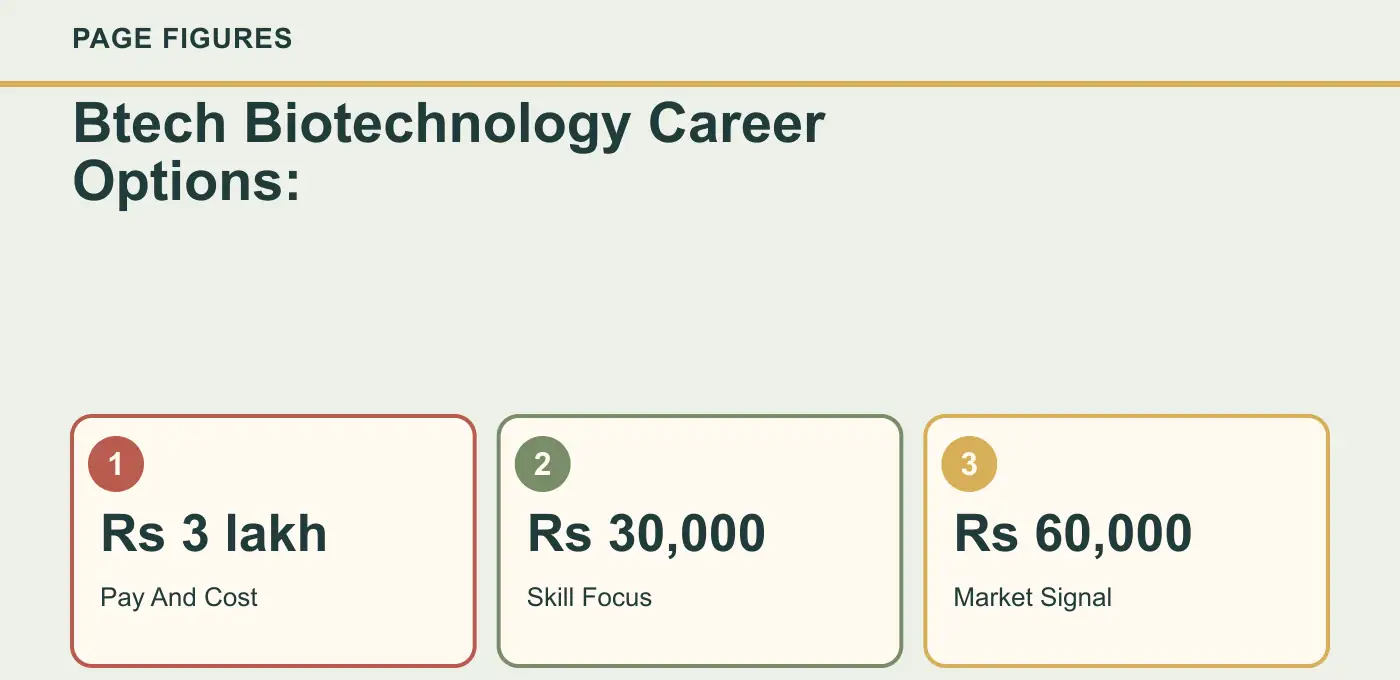 PAGE FIGURES
Btech Biotechnology Career
Options:
1
Rs 3 lakh
Pay And Cost
2
Rs 30,000
Skill Focus
3
Rs 60,000
Market Signal